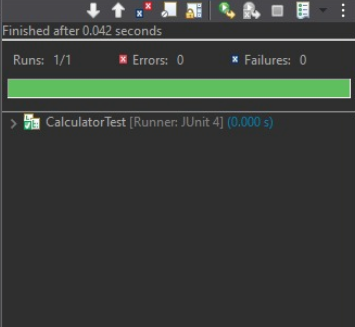 Finished after 0.042 seconds
Runs: 1/1 Errors: 0 Failures: 0
CalculatorTest [Runner: JUnit 4] (0.000 s)